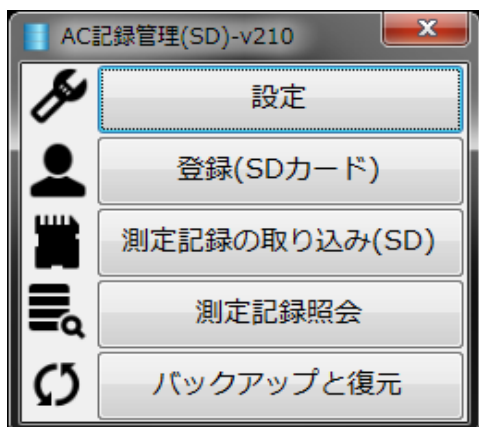 AC記録管理(SD)-v210
設定
登録(SDカード)
測定記録の取り込み(SD)
測定記録照会
バックアップと復元